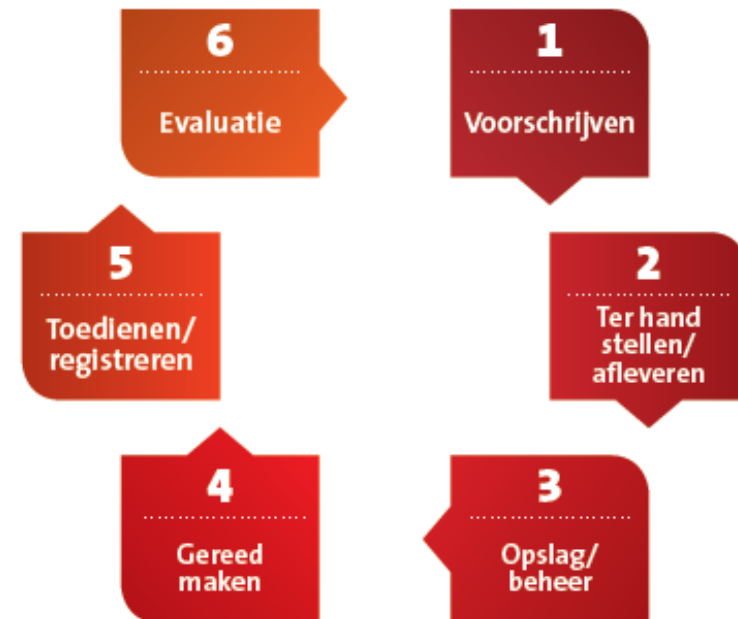 1
Voorschrijven
2
Ter hand
stellen/
afleveren
3
Opslag/
beheer
4
Gereed
maken
5
Toedienen/
registreren
6
Evaluatie